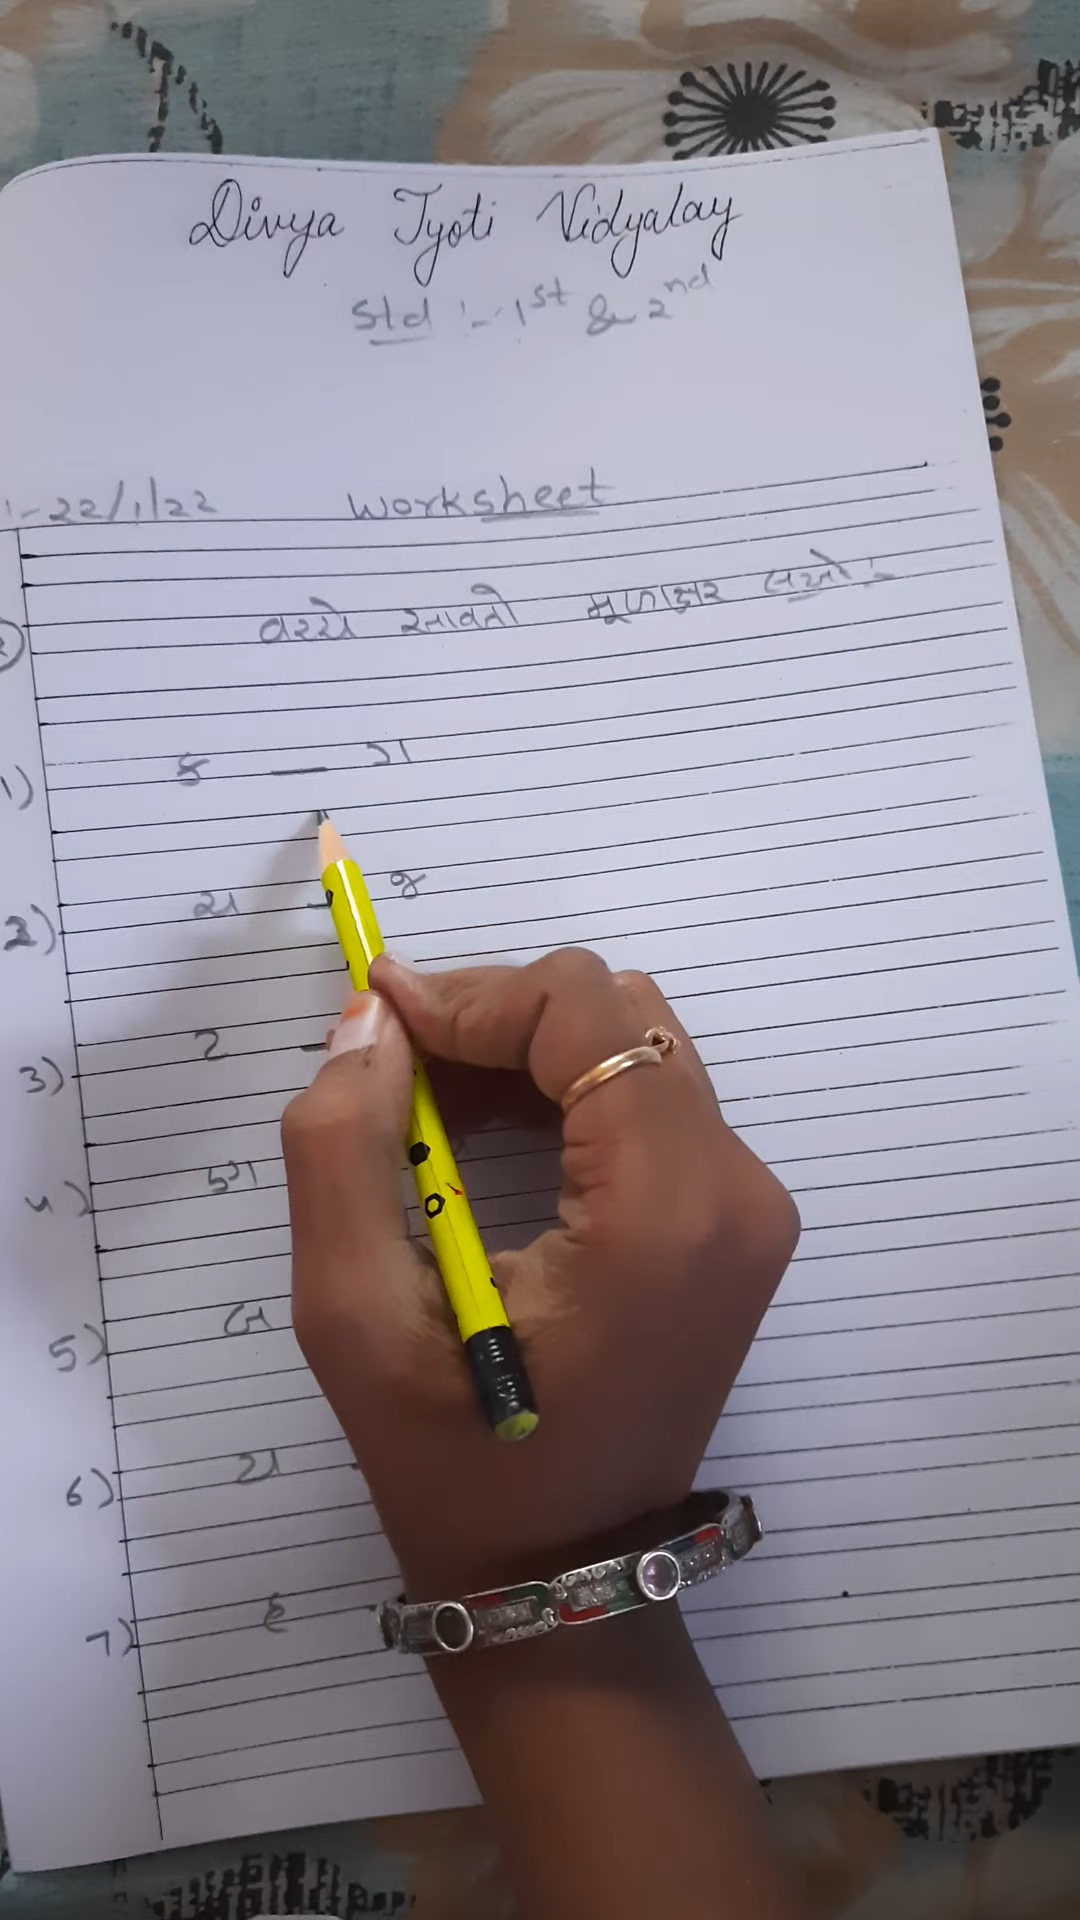 Divya Jyoti Vidyalay
Std :- 1st & 2nd
:- 22/1/22 Worksheet
વચ્ચે આવતો મૂળાક્ષર લખો :-
1) ક — ગ
2) ચ — જ
3) ટ —
4) ણ
5) બ
6) ય
7) હ